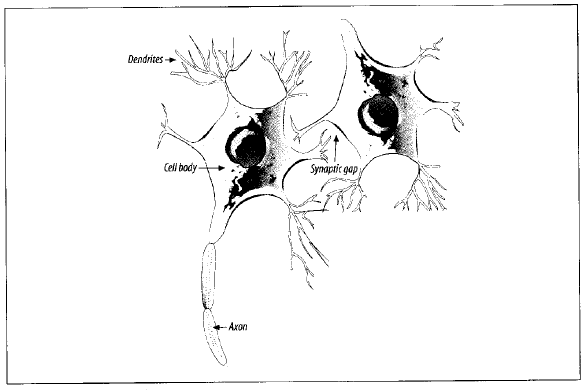 Dendrites
Cell body
Synaptic gap
Axon